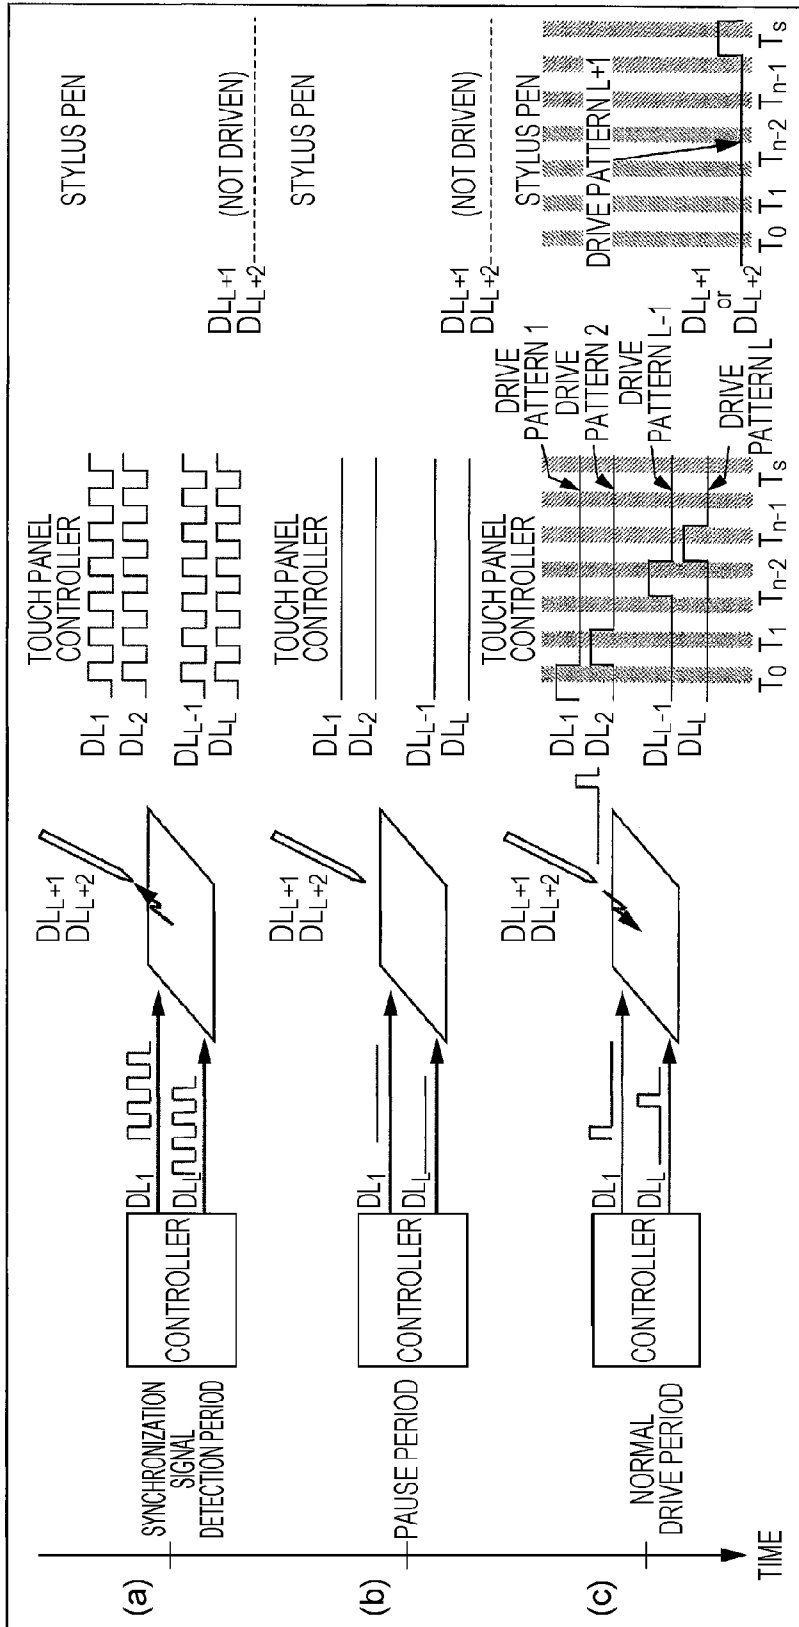 (a)
SYNCHRONIZATION
SIGNAL
DETECTION PERIOD
CONTROLLER
DL1
DLL
DLL+1
DLL+2
TOUCH PANEL
CONTROLLER
DL1
DL2
DLL-1
DLL
STYLUS PEN
DLL+1
DLL+2
(NOT DRIVEN)
(b)
PAUSE PERIOD
CONTROLLER
DL1
DLL
DLL+1
DLL+2
TOUCH PANEL
CONTROLLER
DL1
DL2
DLL-1
DLL
STYLUS PEN
DLL+1
DLL+2
(NOT DRIVEN)
(c)
NORMAL
DRIVE PERIOD
CONTROLLER
DL1
DLL
DLL+1
DLL+2
TOUCH PANEL
CONTROLLER
DL1
DL2
DLL-1
DLL
T0 T1 Tn-2 Tn-1 Ts
DRIVE
PATTERN 1
DRIVE
PATTERN 2
DRIVE
PATTERN L-1
DRIVE
PATTERN L
STYLUS PEN
DRIVE PATTERN L+1
DLL+1
or
DLL+2
T0 T1 Tn-2 Tn-1 Ts
TIME